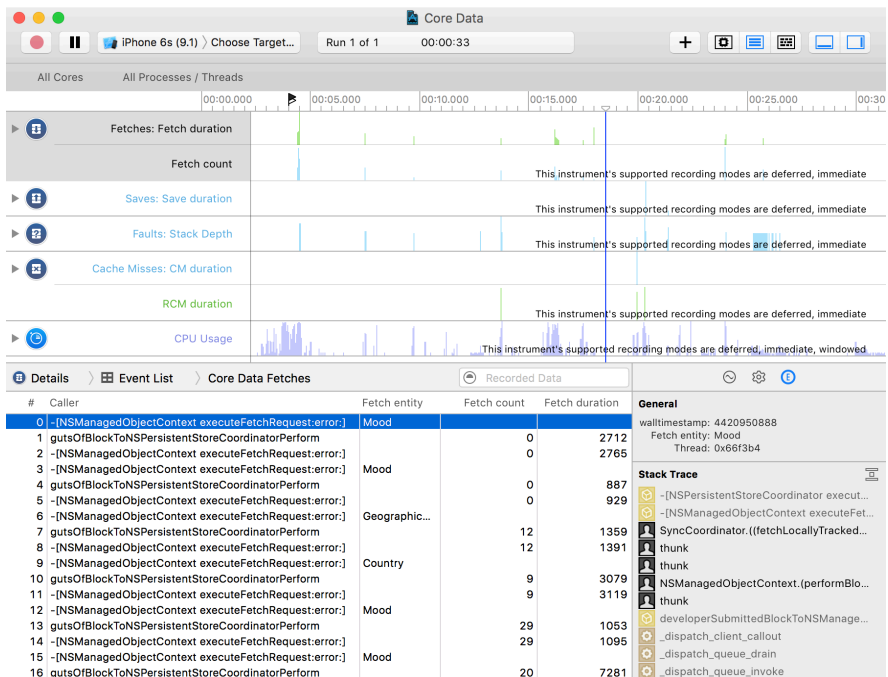 Core Data
iPhone 6s (9.1) 〉 Choose Target...
Run 1 of 1 00:00:33
All Cores All Processes / Threads
00:00.000 00:05.000 00:10.000 00:15.000 00:20.000 00:25.000 00:30
Fetches: Fetch duration
Fetch count
This instrument's supported recording modes are deferred, immediate
Saves: Save duration
This instrument's supported recording modes are deferred, immediate
Faults: Stack Depth
This instrument's supported recording modes are deferred, immediate
Cache Misses: CM duration
RCM duration
This instrument's supported recording modes are deferred, immediate
CPU Usage
This instrument's supported recording modes are deferred, immediate, windowed
Details 〉 Event List 〉 Core Data Fetches
Recorded Data
E
# Caller Fetch entity Fetch count Fetch duration
0 -[NSManagedObjectContext executeFetchRequest:error:] Mood
1 gutsOfBlockToNSPersistentStoreCoordinatorPerform 0 2712
2 -[NSManagedObjectContext executeFetchRequest:error:] 0 2765
3 -[NSManagedObjectContext executeFetchRequest:error:] Mood
4 gutsOfBlockToNSPersistentStoreCoordinatorPerform 0 887
5 -[NSManagedObjectContext executeFetchRequest:error:] 0 929
6 -[NSManagedObjectContext executeFetchRequest:error:] Geographic...
7 gutsOfBlockToNSPersistentStoreCoordinatorPerform 12 1359
8 -[NSManagedObjectContext executeFetchRequest:error:] 12 1391
9 -[NSManagedObjectContext executeFetchRequest:error:] Country
10 gutsOfBlockToNSPersistentStoreCoordinatorPerform 9 3079
11 -[NSManagedObjectContext executeFetchRequest:error:] 9 3119
12 -[NSManagedObjectContext executeFetchRequest:error:] Mood
13 gutsOfBlockToNSPersistentStoreCoordinatorPerform 29 1053
14 -[NSManagedObjectContext executeFetchRequest:error:] 29 1095
15 -[NSManagedObjectContext executeFetchRequest:error:] Mood
16 gutsOfBlockToNSPersistentStoreCoordinatorPerform 20 7281
General
walltimestamp: 4420950888
Fetch entity: Mood
Thread: 0x66f3b4
Stack Trace
-[NSPersistentStoreCoordinator execut...
-[NSManagedObjectContext executeFet...
SyncCoordinator.((fetchLocallyTracked...
thunk
thunk
NSManagedObjectContext.(performBlo...
thunk
developerSubmittedBlockToNSManage...
_dispatch_client_callout
_dispatch_queue_drain
_dispatch_queue_invoke